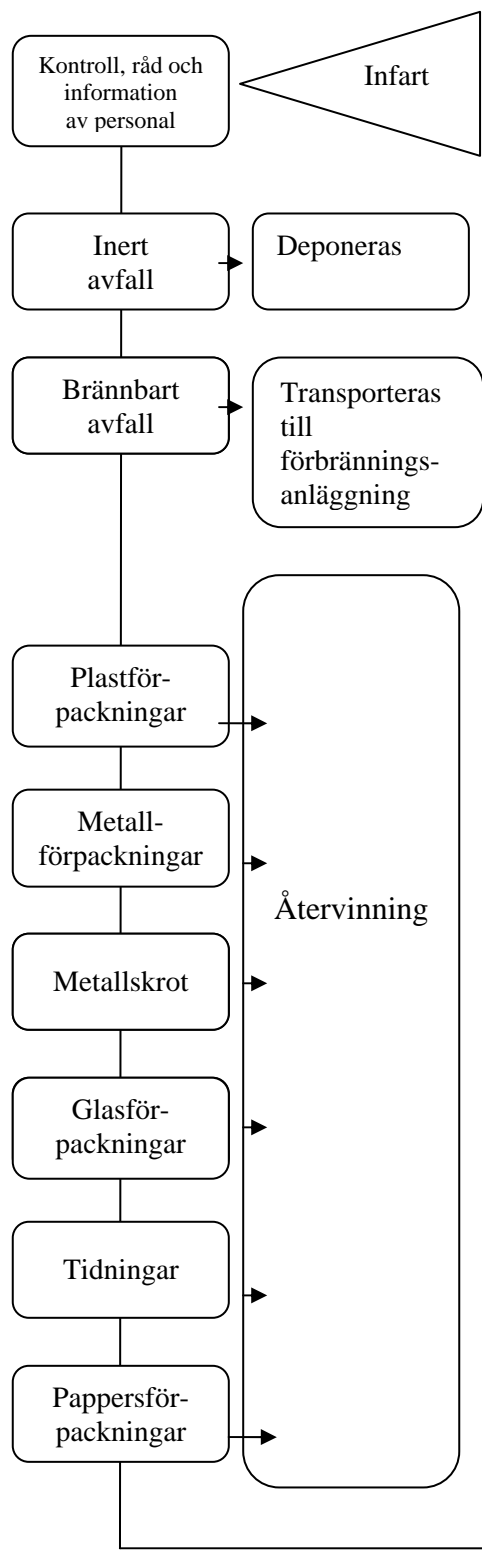 Kontroll, råd och
information
av personal
Infart
Inert
avfall
Deponeras
Brännbart
avfall
Transporteras
till
förbrännings-
anläggning
Plastför-
packningar
Metall-
förpackningar
Återvinning
Metallskrot
Glasför-
packningar
Tidningar
Pappersför-
packningar